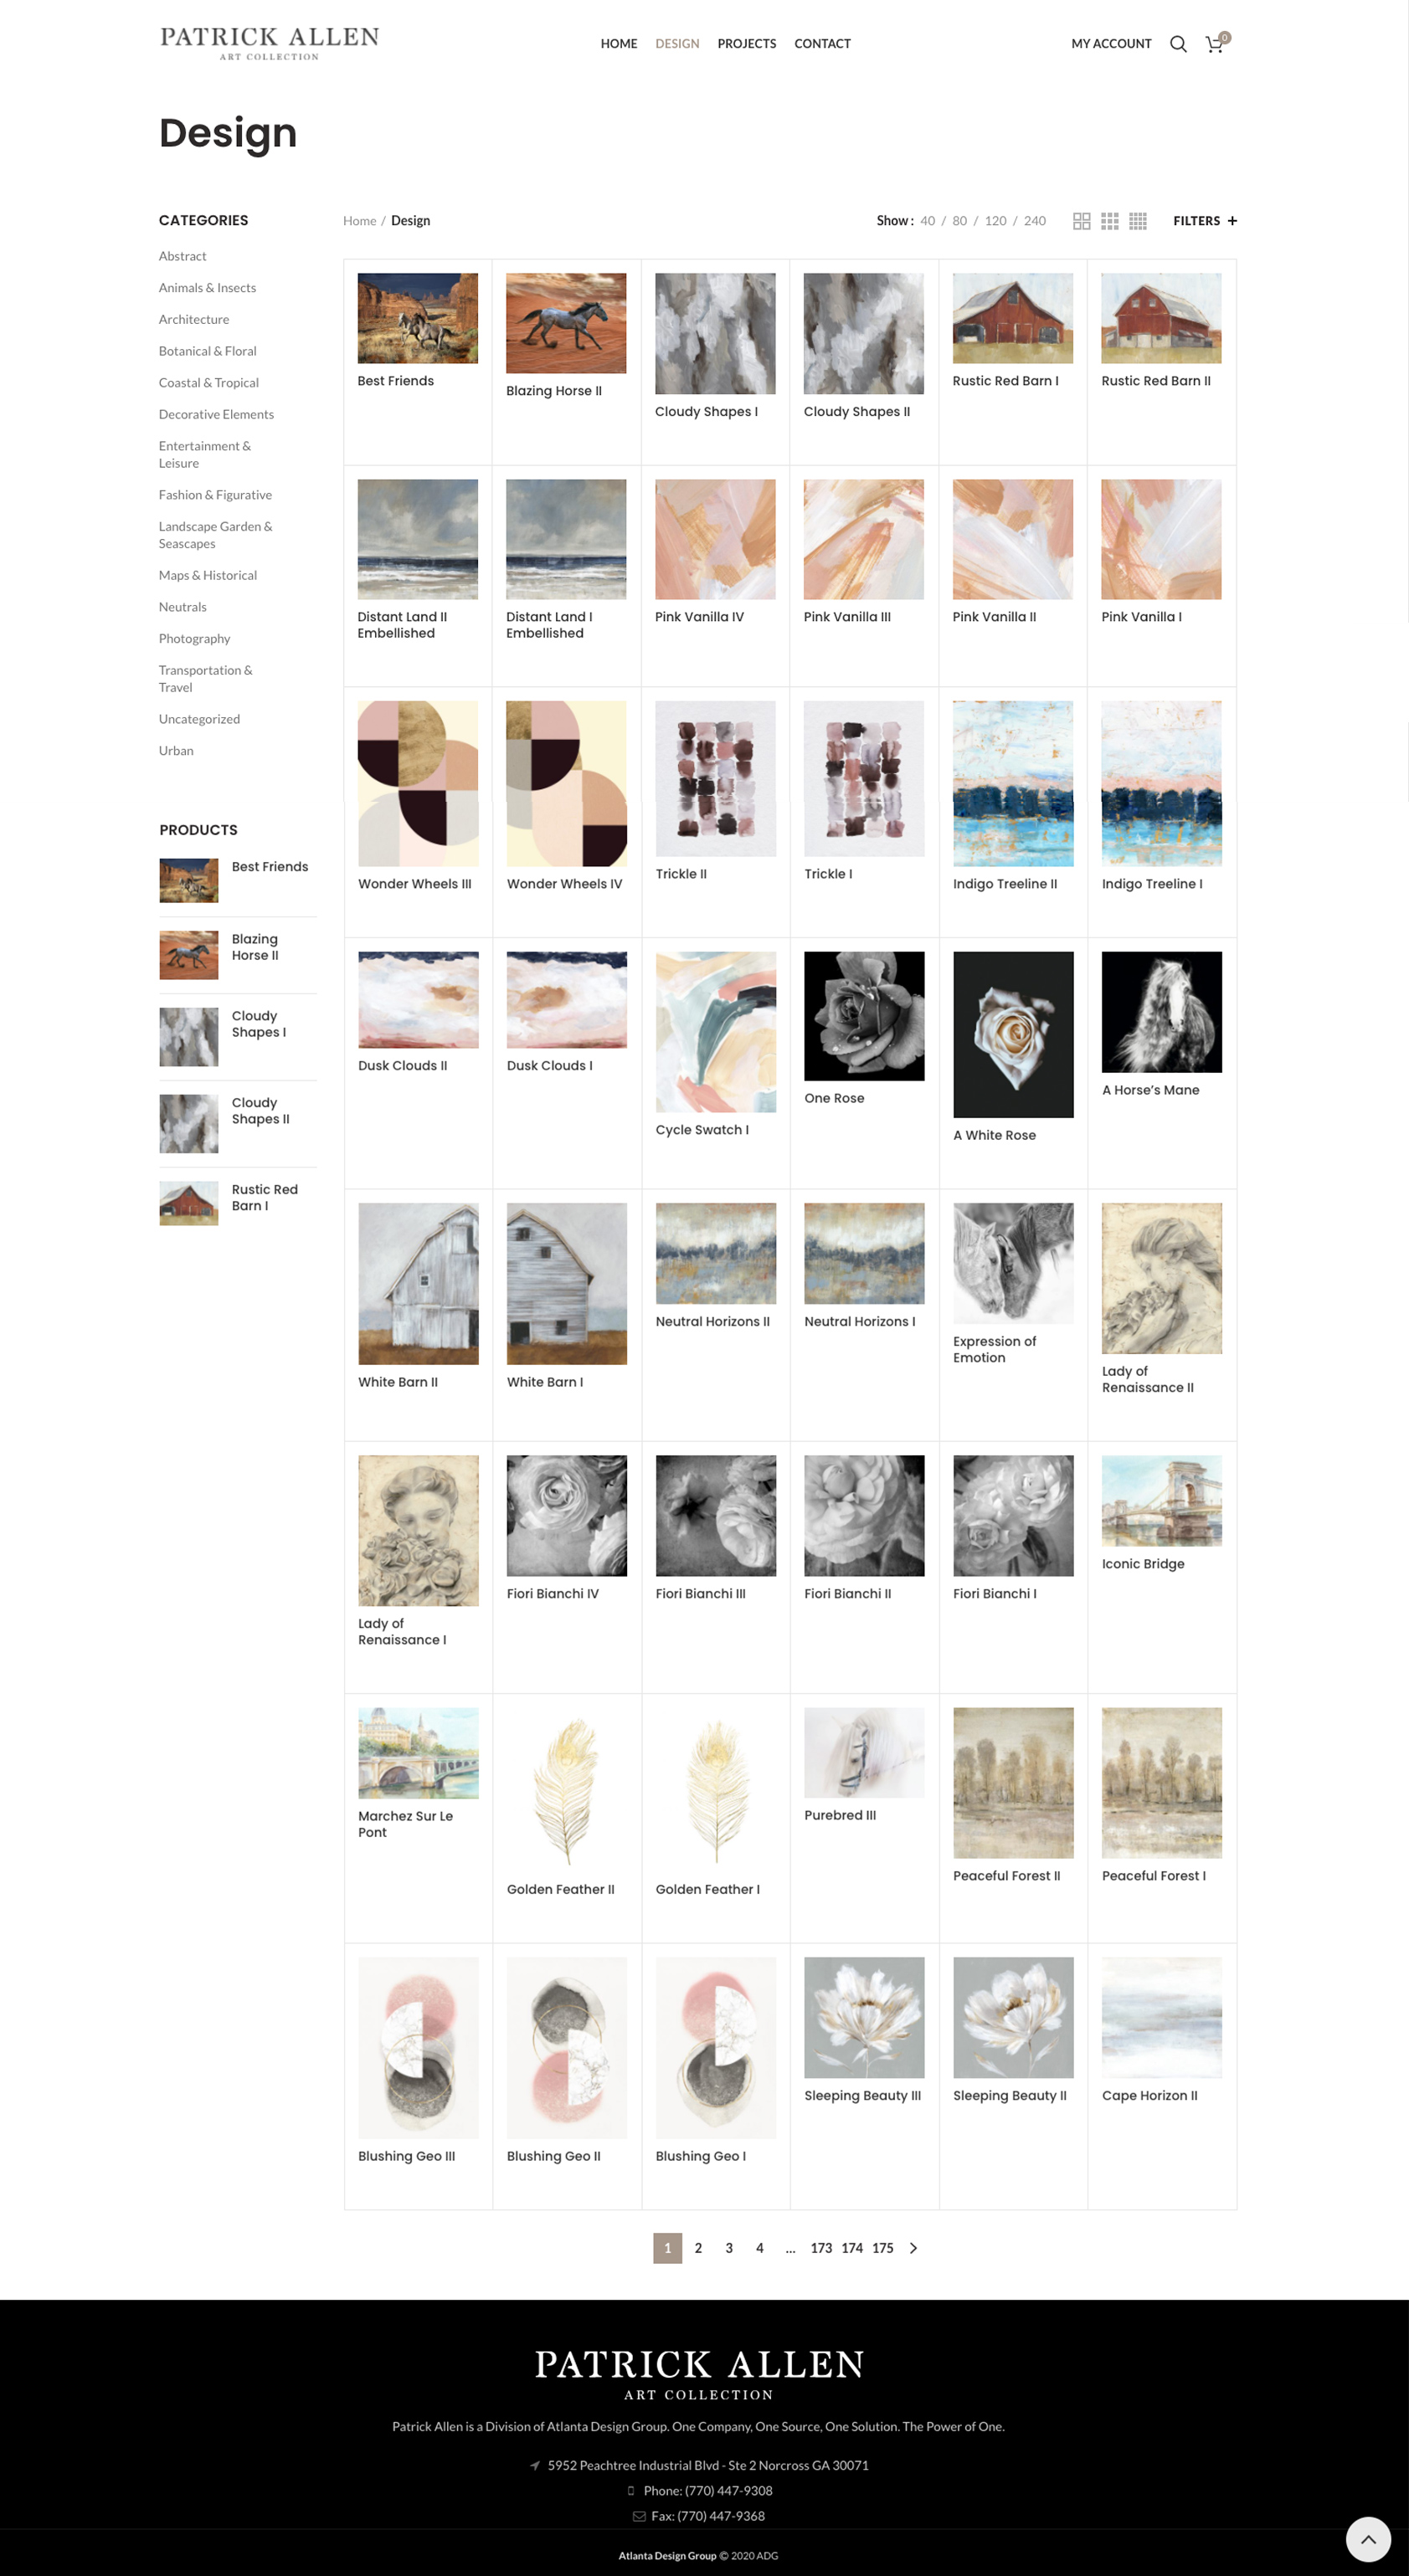 PATRICK ALLEN
ART COLLECTION
HOME DESIGN PROJECTS CONTACT
MY ACCOUNT 0
Design
CATEGORIES
Abstract
Animals & Insects
Architecture
Botanical & Floral
Coastal & Tropical
Decorative Elements
Entertainment &
Leisure
Fashion & Figurative
Landscape Garden &
Seascapes
Maps & Historical
Neutrals
Photography
Transportation &
Travel
Uncategorized
Urban
PRODUCTS
Best Friends
Blazing
Horse II
Cloudy
Shapes I
Cloudy
Shapes II
Rustic Red
Barn I
Home / Design
Show : 40 / 80 / 120 / 240
FILTERS +
Best Friends
Blazing Horse II
Cloudy Shapes I
Cloudy Shapes II
Rustic Red Barn I
Rustic Red Barn II
Distant Land II
Embellished
Distant Land I
Embellished
Pink Vanilla IV
Pink Vanilla III
Pink Vanilla II
Pink Vanilla I
Wonder Wheels III
Wonder Wheels IV
Trickle II
Trickle I
Indigo Treeline II
Indigo Treeline I
Dusk Clouds II
Dusk Clouds I
Cycle Swatch I
One Rose
A White Rose
A Horse’s Mane
White Barn II
White Barn I
Neutral Horizons II
Neutral Horizons I
Expression of
Emotion
Lady of
Renaissance II
Lady of
Renaissance I
Fiori Bianchi IV
Fiori Bianchi III
Fiori Bianchi II
Fiori Bianchi I
Iconic Bridge
Marchez Sur Le
Pont
Golden Feather II
Golden Feather I
Purebred III
Peaceful Forest II
Peaceful Forest I
Blushing Geo III
Blushing Geo II
Blushing Geo I
Sleeping Beauty III
Sleeping Beauty II
Cape Horizon II
1 2 3 4 ... 173 174 175
PATRICK ALLEN
ART COLLECTION
Patrick Allen is a Division of Atlanta Design Group. One Company, One Source, One Solution. The Power of One.
5952 Peachtree Industrial Blvd - Ste 2 Norcross GA 30071
Phone: (770) 447-9308
Fax: (770) 447-9368
Atlanta Design Group © 2020 ADG